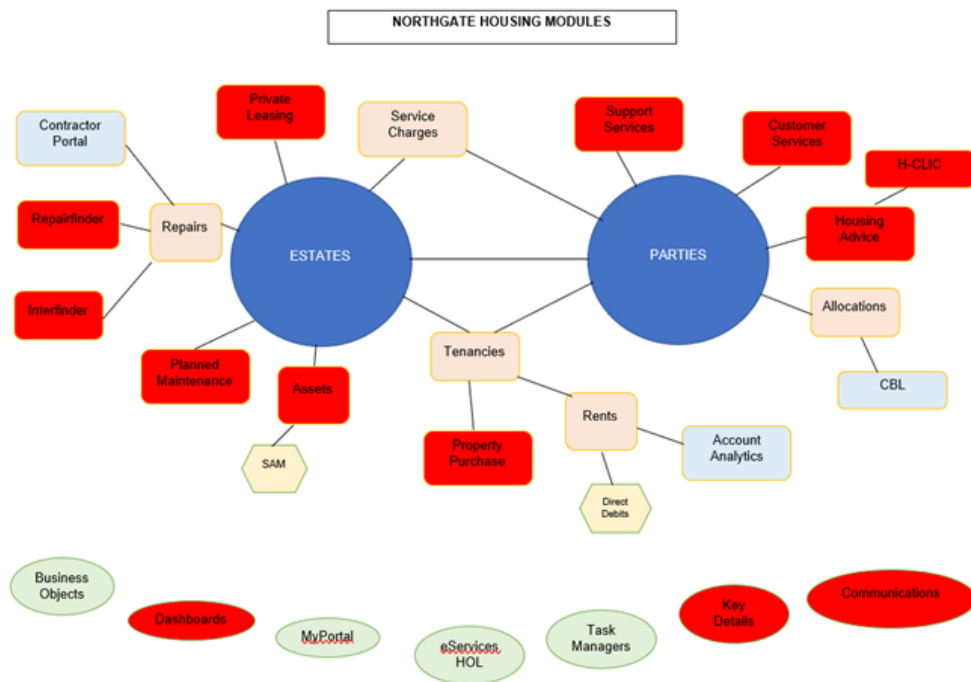 NORTHGATE HOUSING MODULES
Private
Leasing
Service
Charges
Support
Services
Customer
Services
Contractor
Portal
H-CLIC
Repairfinder
Repairs
ESTATES
PARTIES
Housing
Advice
Interfinder
Allocations
Planned
Maintenance
Assets
Tenancies
CBL
Rents
SAM
Property
Purchase
Account
Analytics
Direct
Debits
Business
Objects
Dashboards
MyPortal
eServices
HOL
Task
Managers
Key
Details
Communications